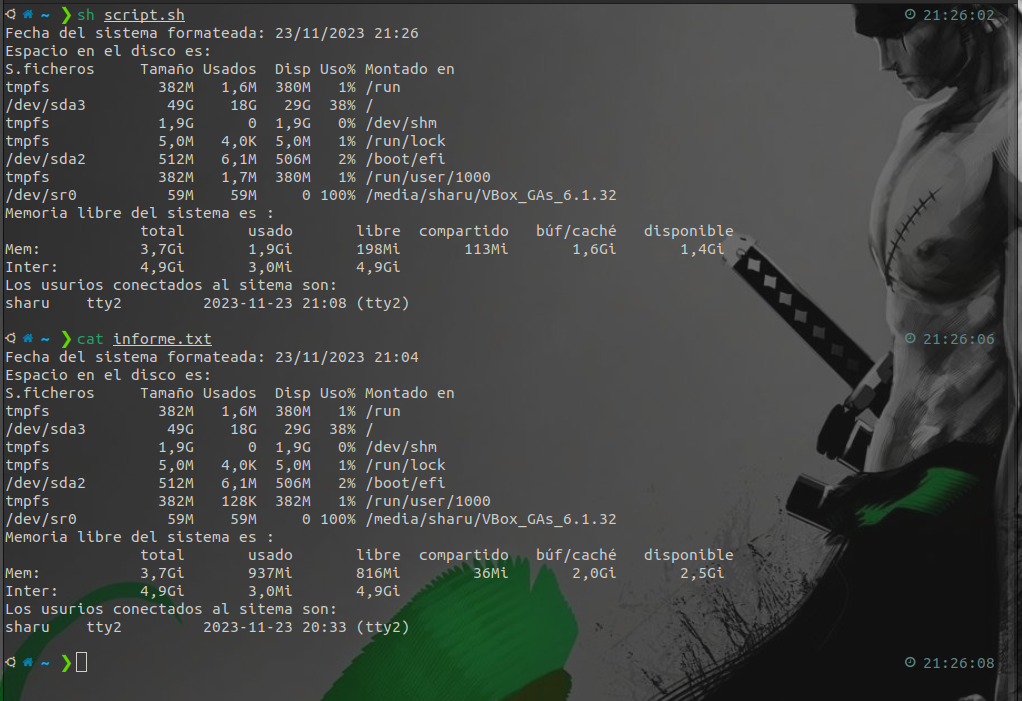 ~ ❯ sh script.sh 21:26:02
Fecha del sistema formateada: 23/11/2023 21:26
Espacio en el disco es:
S.ficheros     Tamaño Usados  Disp Uso% Montado en
tmpfs            382M   1,6M  380M   1% /run
/dev/sda3         49G    18G   29G  38% /
tmpfs            1,9G      0  1,9G   0% /dev/shm
tmpfs            5,0M   4,0K  5,0M   1% /run/lock
/dev/sda2        512M   6,1M  506M   2% /boot/efi
tmpfs            382M   1,7M  380M   1% /run/user/1000
/dev/sr0          59M    59M     0 100% /media/sharu/VBox_GAs_6.1.32
Memoria libre del sistema es :
               total       usado       libre  compartido   búf/caché   disponible
Mem:           3,7Gi       1,9Gi       198Mi       113Mi       1,6Gi       1,4Gi
Inter:         4,9Gi       3,0Mi       4,9Gi
Los usurios conectados al sitema son:
sharu    tty2         2023-11-23 21:08 (tty2)
~ ❯ cat informe.txt 21:26:06
Fecha del sistema formateada: 23/11/2023 21:04
Espacio en el disco es:
S.ficheros     Tamaño Usados  Disp Uso% Montado en
tmpfs            382M   1,6M  380M   1% /run
/dev/sda3         49G    18G   29G  38% /
tmpfs            1,9G      0  1,9G   0% /dev/shm
tmpfs            5,0M   4,0K  5,0M   1% /run/lock
/dev/sda2        512M   6,1M  506M   2% /boot/efi
tmpfs            382M   128K  382M   1% /run/user/1000
/dev/sr0          59M    59M     0 100% /media/sharu/VBox_GAs_6.1.32
Memoria libre del sistema es :
               total       usado       libre  compartido   búf/caché   disponible
Mem:           3,7Gi       937Mi       816Mi        36Mi       2,0Gi       2,5Gi
Inter:         4,9Gi       3,0Mi       4,9Gi
Los usurios conectados al sitema son:
sharu    tty2         2023-11-23 20:33 (tty2)
~ ❯ 21:26:08